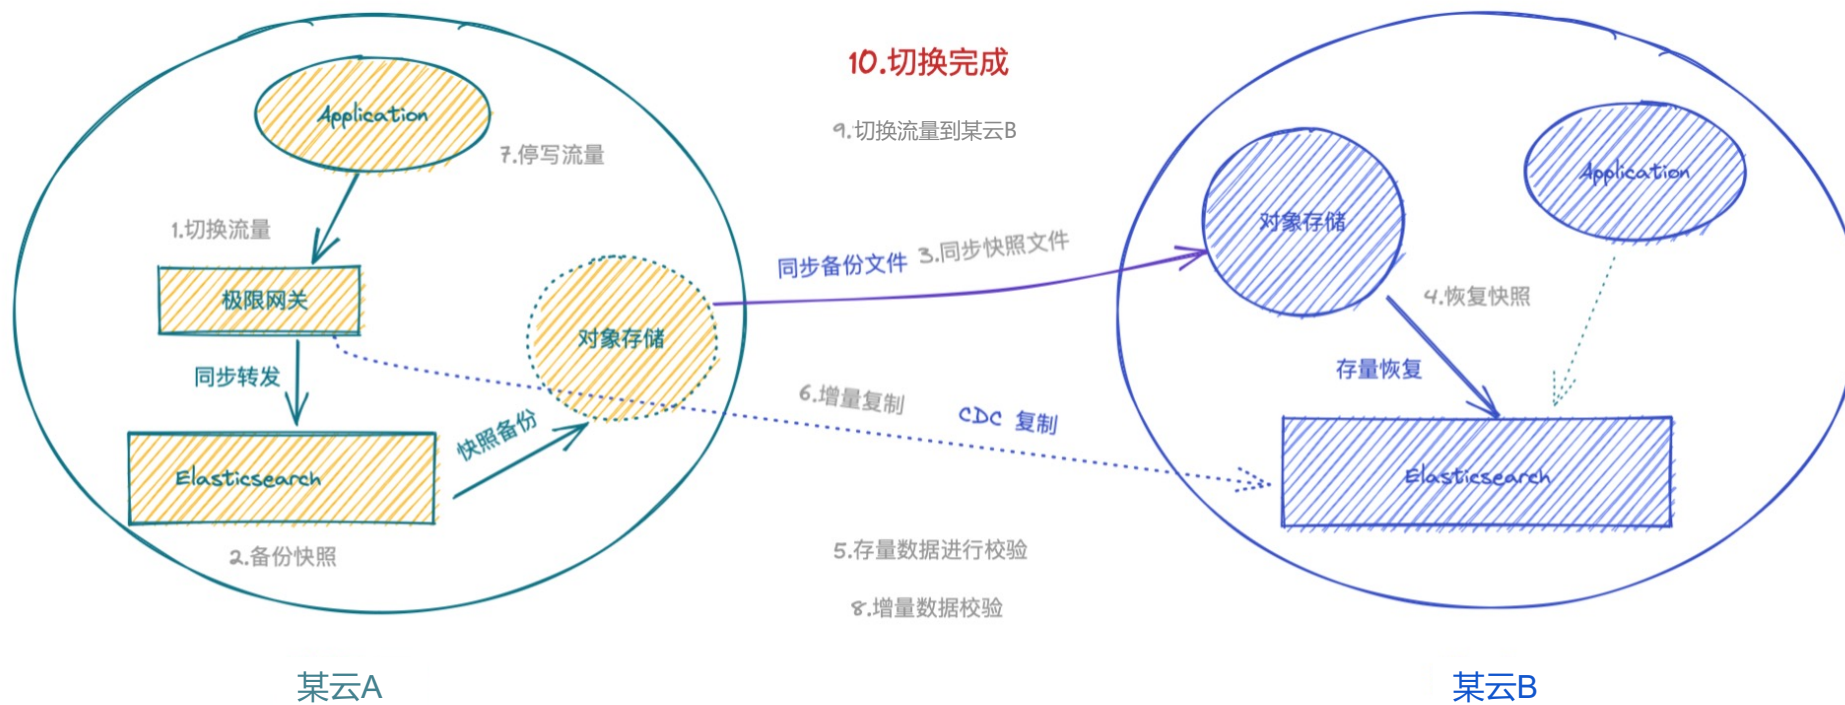 10.切换完成
9.切换流量到某云B
Application
7.停写流量
1.切换流量
极限网关
同步转发
对象存储
Elasticsearch
快照备份
2.备份快照
同步备份文件
3.同步快照文件
6.增量复制
CDC 复制
5.存量数据进行校验
8.增量数据校验
对象存储
Application
4.恢复快照
存量恢复
Elasticsearch
某云A
某云B